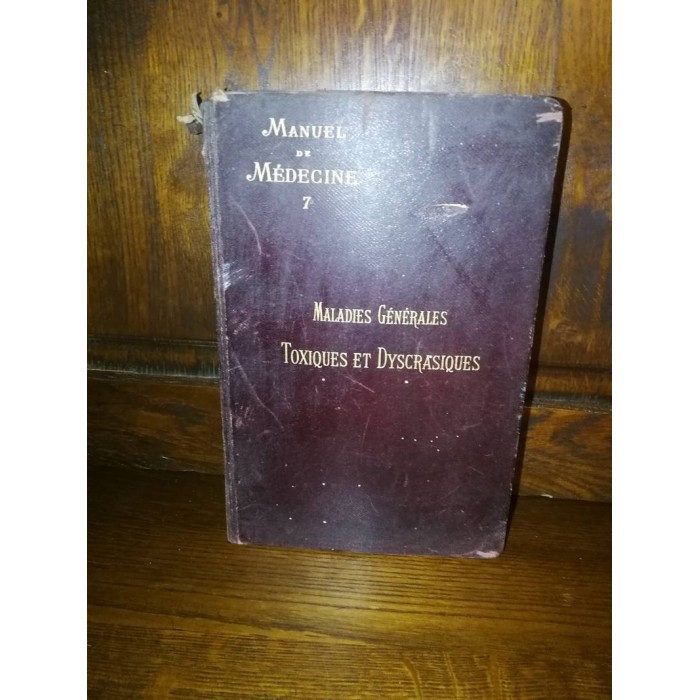 MANUEL
DE
MÉDECINE
7
MALADIES GÉNÉRALES
TOXIQUES ET DYSCRASIQUES